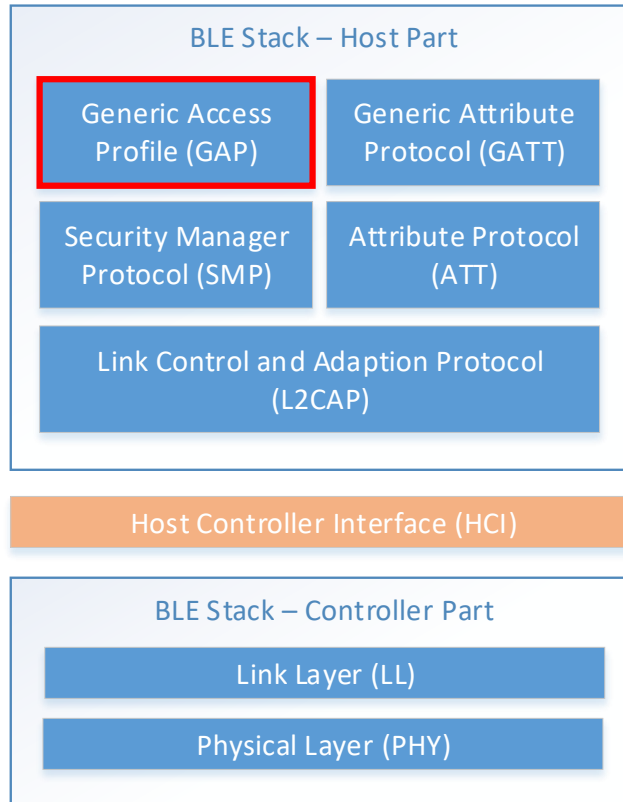 BLE Stack – Host Part
Generic Access
Profile (GAP)
Generic Attribute
Protocol (GATT)
Security Manager
Protocol (SMP)
Attribute Protocol
(ATT)
Link Control and Adaption Protocol
(L2CAP)
Host Controller Interface (HCI)
BLE Stack – Controller Part
Link Layer (LL)
Physical Layer (PHY)